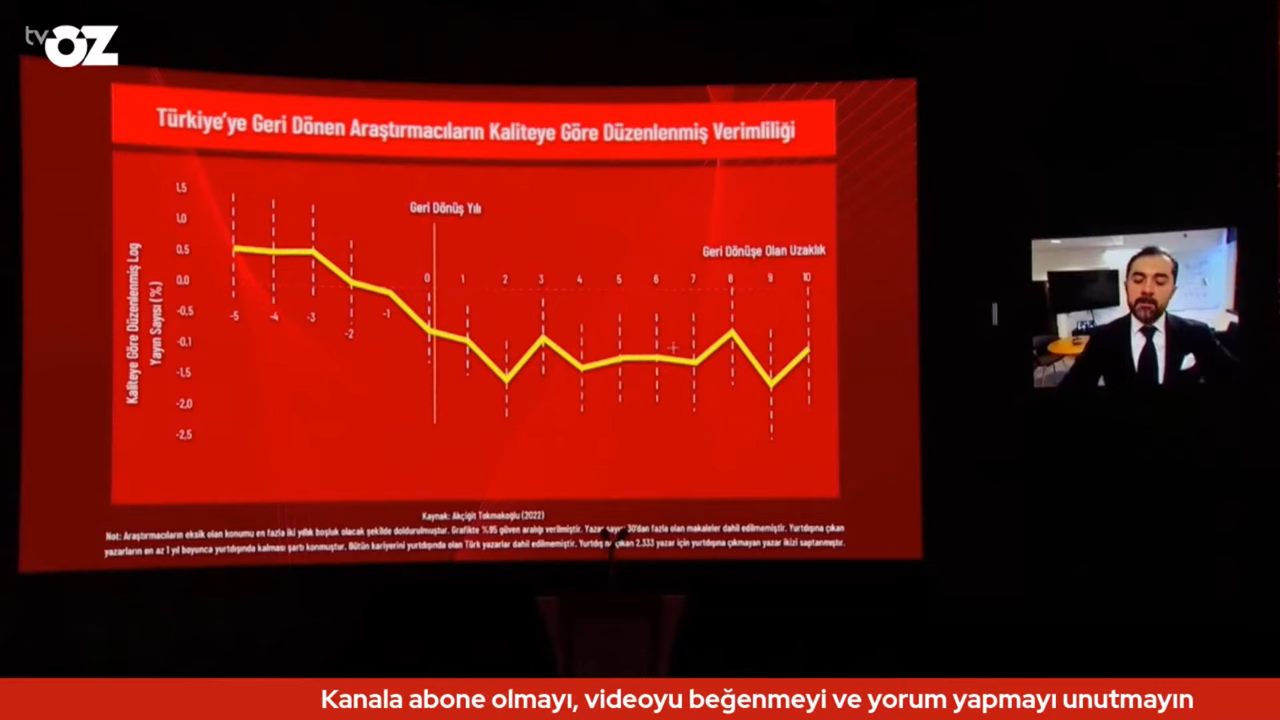 tv OZ
Türkiye'ye Geri Dönen Araştırmacıların Kaliteye Göre Düzenlenmiş Verimliliği
Kaliteye Göre Düzenlenmiş Log
Yayın Sayısı (%)
1,5
1,0
0,5
0,0
-0,5
-0,1
-1,5
-2,0
-2,5
Geri Dönüş Yılı
Geri Dönüşe Olan Uzaklık
-5 -4 -3 -2 -1 0 1 2 3 4 5 6 7 8 9 10
Kaynak: Akçigit Tokmakoğlu (2022)
Not: Araştırmacıların eksik olan konumu en fazla iki yıllık boşluk olacak şekilde doldurulmuştur. Grafikte %95 güven aralığı verilmiştir. Yazar sayısı 30'dan fazla olan makaleler dahil edilmemiştir. Yurtdışına çıkan
yazarların en az 1 yıl boyunca yurtdışında kalması şartı konmuştur. Bütün kariyerini yurtdışında olan Türk yazarlar dahil edilmemiştir. çıkan 2.333 yazar için yurtdışına çıkmayan yazar ikizi saptanmıştır.
Kanala abone olmayı, videoyu beğenmeyi ve yorum yapmayı unutmayın